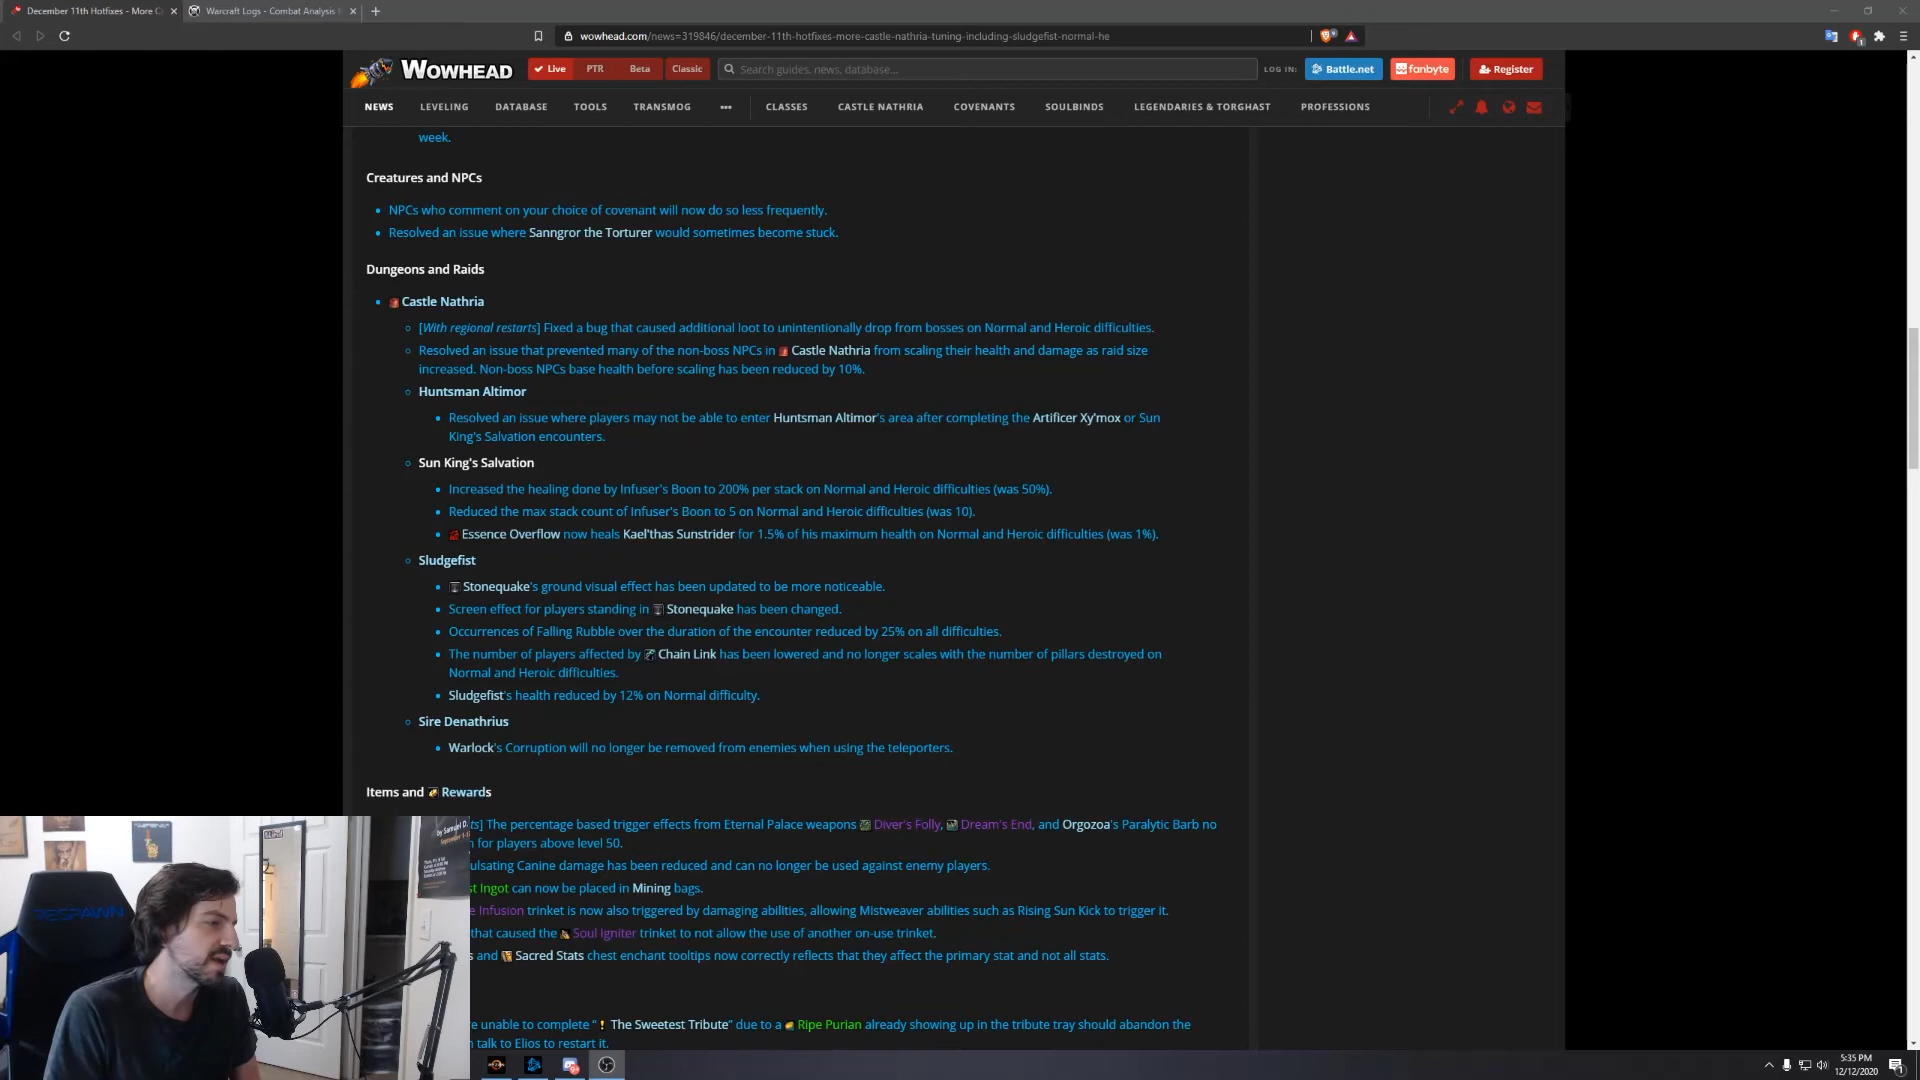 December 11th Hotfixes - More C
Warcraft Logs - Combat Analysis
wowhead.com/news=319846/december-11th-hotfixes-more-castle-nathria-tuning-including-sludgefist-normal-he
WOWHEAD
Live PTR Beta Classic
Search guides, news, database...
LOG IN: Battle.net fanbyte Register
NEWS LEVELING DATABASE TOOLS TRANSMOG ••• CLASSES CASTLE NATHRIA COVENANTS SOULBINDS LEGENDARIES & TORGHAST PROFESSIONS
week.
Creatures and NPCs
NPCs who comment on your choice of covenant will now do so less frequently.
Resolved an issue where Sanngror the Torturer would sometimes become stuck.
Dungeons and Raids
Castle Nathria
[With regional restarts] Fixed a bug that caused additional loot to unintentionally drop from bosses on Normal and Heroic difficulties.
Resolved an issue that prevented many of the non-boss NPCs in Castle Nathria from scaling their health and damage as raid size
increased. Non-boss NPCs base health before scaling has been reduced by 10%.
Huntsman Altimor
Resolved an issue where players may not be able to enter Huntsman Altimor's area after completing the Artificer Xy'mox or Sun
King's Salvation encounters.
Sun King's Salvation
Increased the healing done by Infuser's Boon to 200% per stack on Normal and Heroic difficulties (was 50%).
Reduced the max stack count of Infuser's Boon to 5 on Normal and Heroic difficulties (was 10).
Essence Overflow now heals Kael'thas Sunstrider for 1.5% of his maximum health on Normal and Heroic difficulties (was 1%).
Sludgefist
Stonequake's ground visual effect has been updated to be more noticeable.
Screen effect for players standing in Stonequake has been changed.
Occurrences of Falling Rubble over the duration of the encounter reduced by 25% on all difficulties.
The number of players affected by Chain Link has been lowered and no longer scales with the number of pillars destroyed on
Normal and Heroic difficulties.
Sludgefist's health reduced by 12% on Normal difficulty.
Sire Denathrius
Warlock's Corruption will no longer be removed from enemies when using the teleporters.
Items and Rewards
ts] The percentage based trigger effects from Eternal Palace weapons Diver's Folly, Dream's End, and Orgozoa's Paralytic Barb no
for players above level 50.
ulsating Canine damage has been reduced and can no longer be used against enemy players.
st Ingot can now be placed in Mining bags.
e Infusion trinket is now also triggered by damaging abilities, allowing Mistweaver abilities such as Rising Sun Kick to trigger it.
that caused the Soul Igniter trinket to not allow the use of another on-use trinket.
s and Sacred Stats chest enchant tooltips now correctly reflects that they affect the primary stat and not all stats.
re unable to complete “ The Sweetest Tribute” due to a Ripe Purian already showing up in the tribute tray should abandon the
talk to Elios to restart it.
by Samuel D.
RESPAWN
5:35 PM
12/12/2020